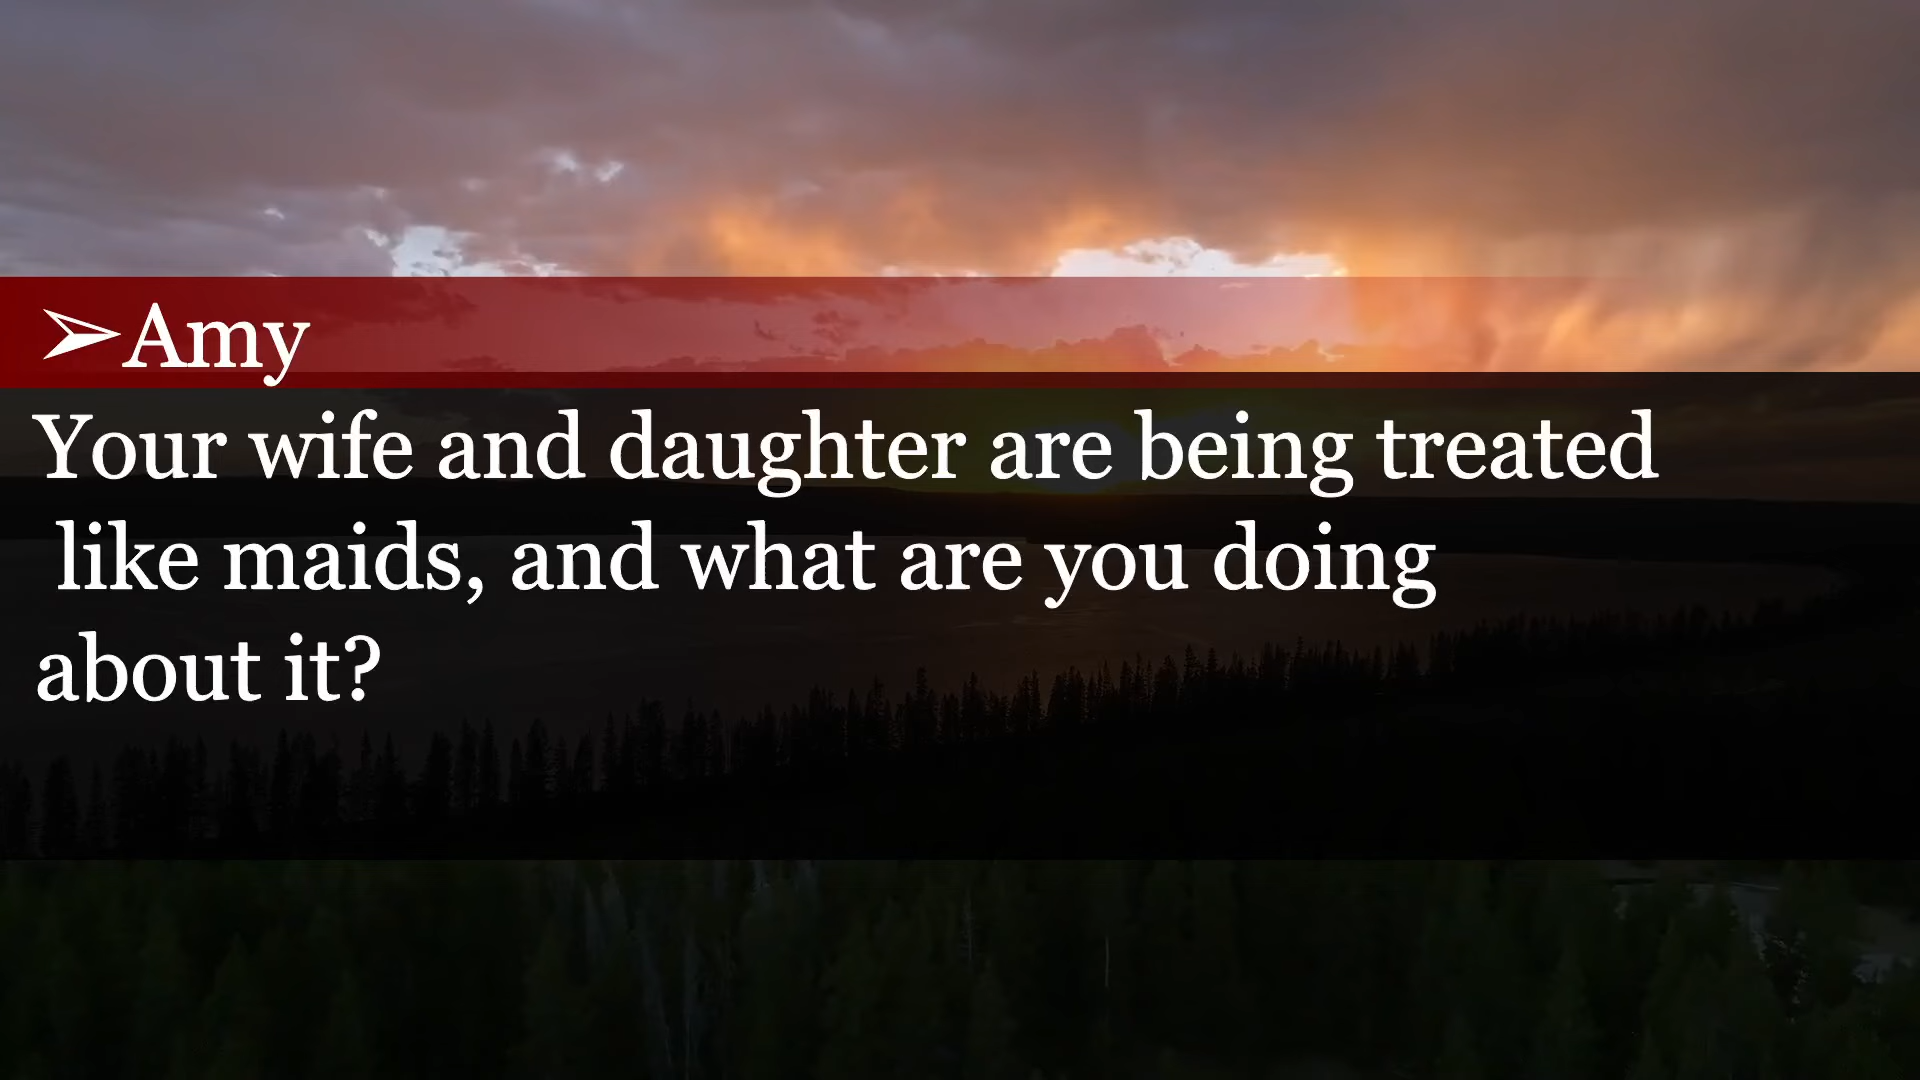 ➢Amy
Your wife and daughter are being treated
like maids, and what are you doing
about it?